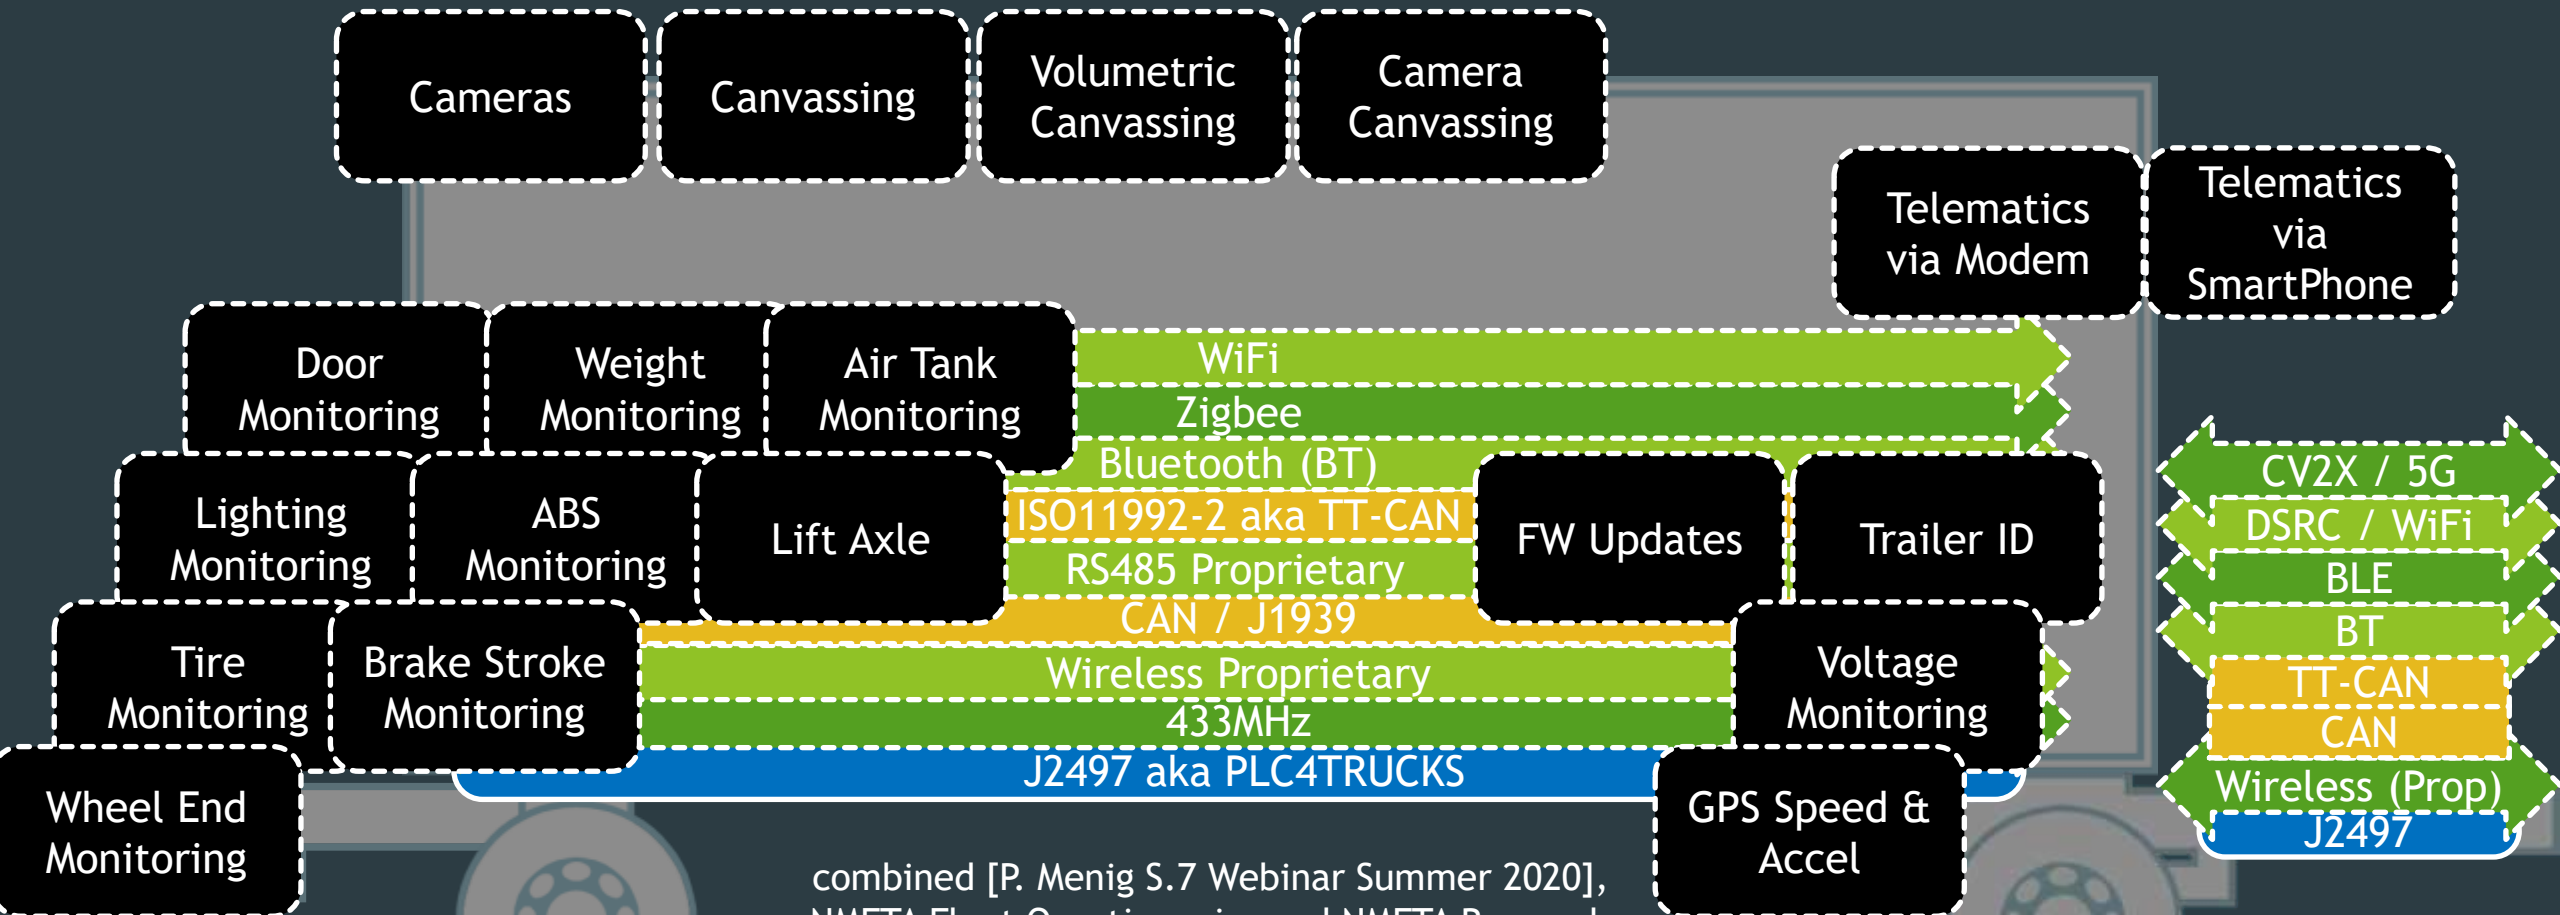 Cameras
Canvassing
Volumetric
Canvassing
Camera
Canvassing
Telematics
via Modem
Telematics
via
SmartPhone
Door
Monitoring
Weight
Monitoring
Air Tank
Monitoring
WiFi
Zigbee
Bluetooth (BT)
Lighting
Monitoring
ABS
Monitoring
Lift Axle
ISO11992-2 aka TT-CAN
RS485 Proprietary
CAN / J1939
FW Updates
Trailer ID
Tire
Monitoring
Brake Stroke
Monitoring
Wireless Proprietary
433MHz
J2497 aka PLC4TRUCKS
Voltage
Monitoring
Wheel End
Monitoring
GPS Speed &
Accel
CV2X / 5G
DSRC / WiFi
BLE
BT
TT-CAN
CAN
Wireless (Prop)
J2497
combined [P. Menig S.7 Webinar Summer 2020],